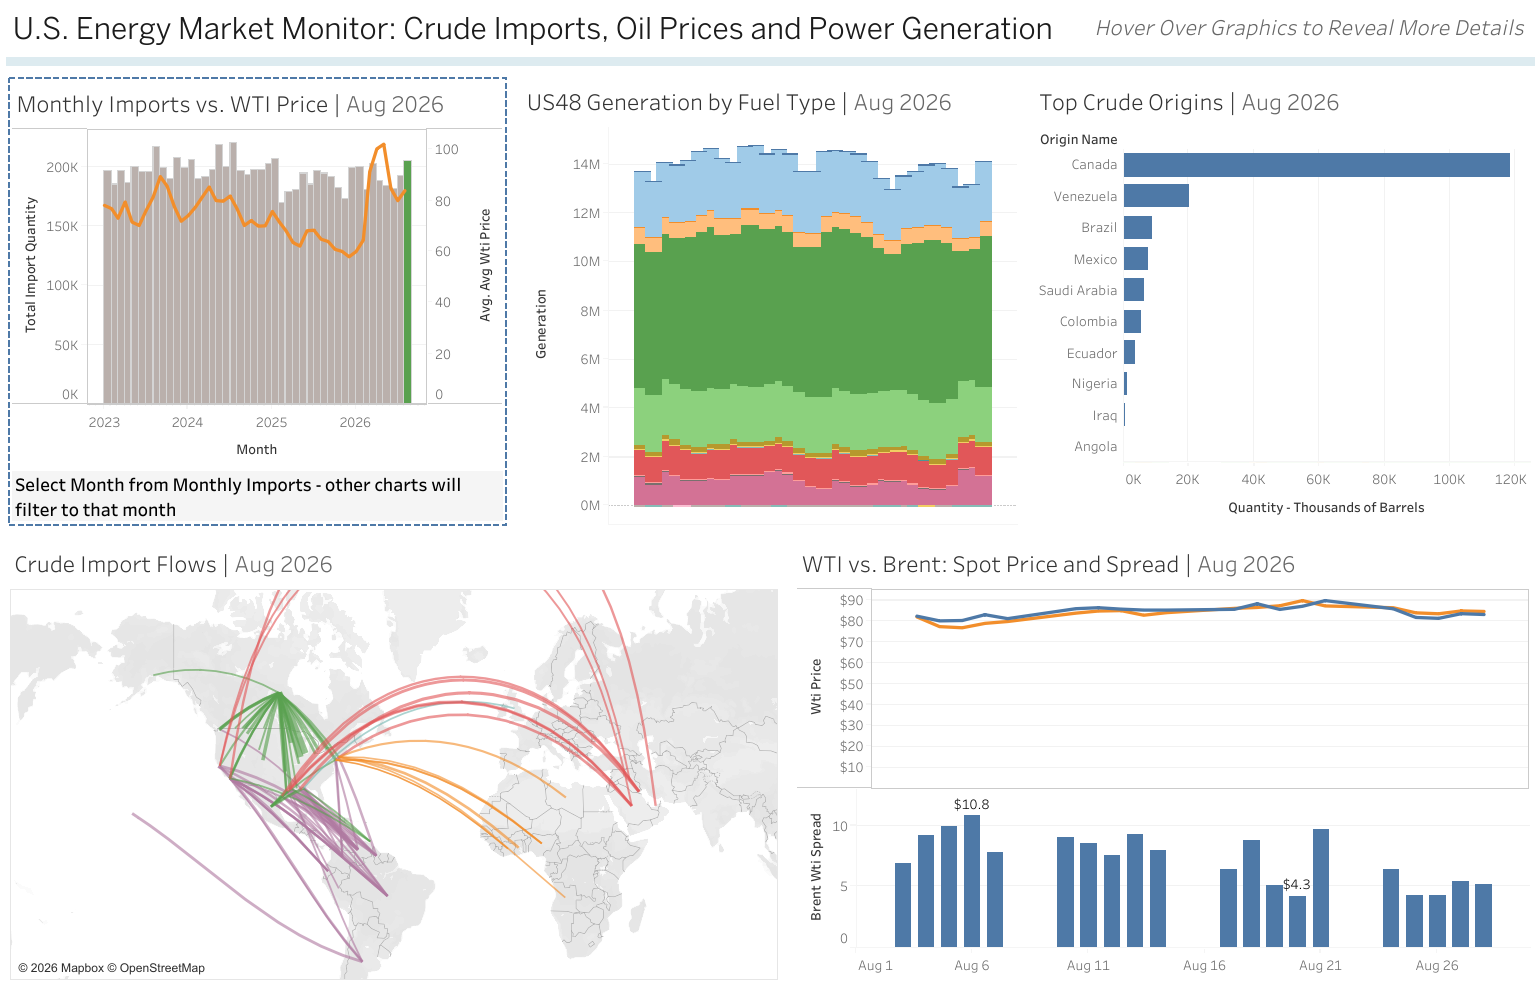 U.S. Energy Market Monitor: Crude Imports, Oil Prices and Power Generation
Hover Over Graphics to Reveal More Details
Monthly Imports vs. WTI Price | Aug 2026
200K
150K
100K
50K
0K
Total Import Quantity
100
80
60
40
20
0
Avg. Avg Wti Price
2023
2024
2025
2026
Month
Select Month from Monthly Imports - other charts will
filter to that month
US48 Generation by Fuel Type | Aug 2026
14M
12M
10M
8M
6M
4M
2M
0M
Generation
Top Crude Origins | Aug 2026
Origin Name
Canada
Venezuela
Brazil
Mexico
Saudi Arabia
Colombia
Ecuador
Nigeria
Iraq
Angola
0K
20K
40K
60K
80K
100K
120K
Quantity - Thousands of Barrels
Crude Import Flows | Aug 2026
© 2026 Mapbox © OpenStreetMap
WTI vs. Brent: Spot Price and Spread | Aug 2026
$90
$80
$70
$60
$50
$40
$30
$20
$10
Wti Price
10
5
0
Brent Wti Spread
$10.8
$4.3
Aug 1
Aug 6
Aug 11
Aug 16
Aug 21
Aug 26